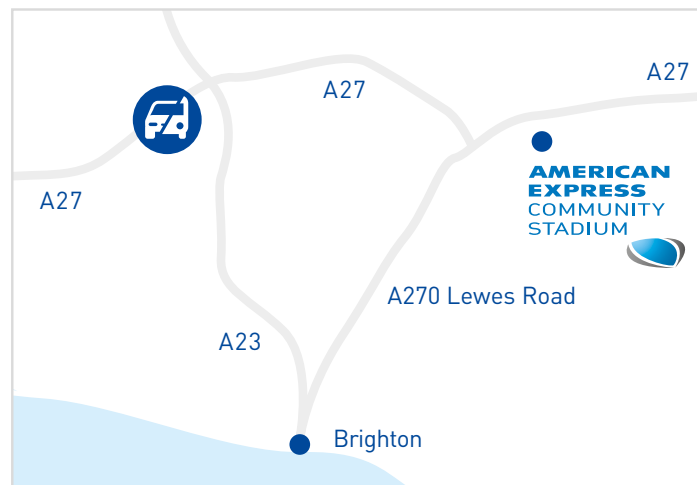 A27
A27
A27
AMERICAN
EXPRESS
COMMUNITY
STADIUM
A270 Lewes Road
A23
Brighton